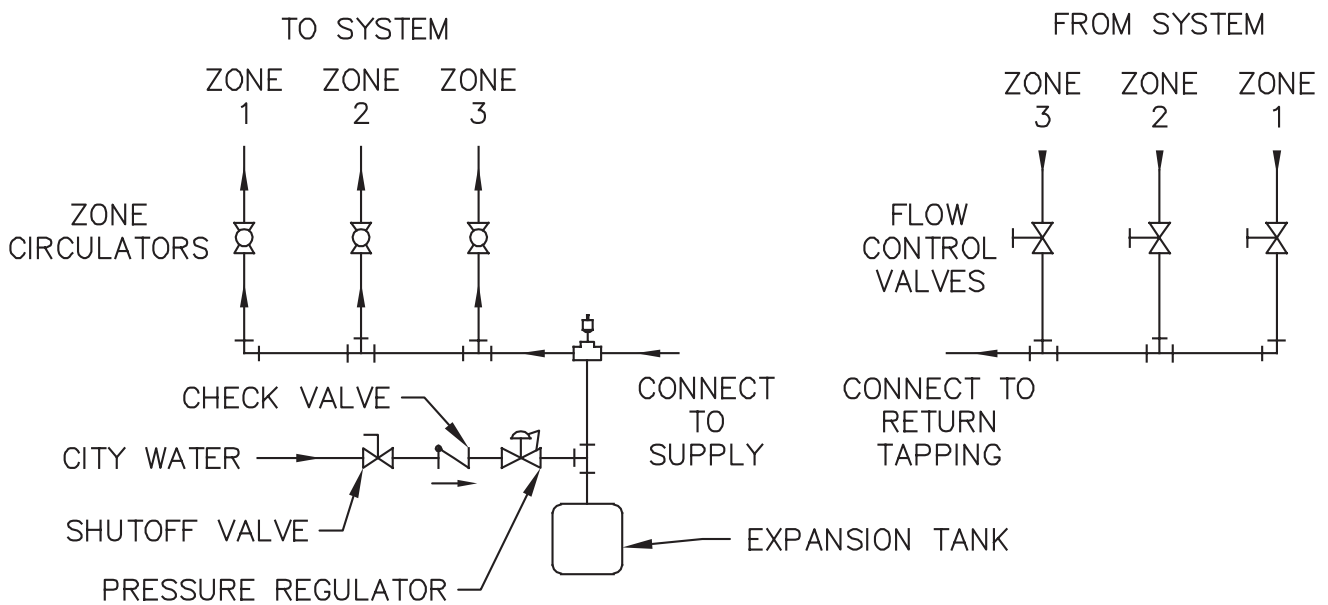 TO SYSTEM
ZONE
1
ZONE
2
ZONE
3
ZONE
CIRCULATORS
FROM SYSTEM
ZONE
3
ZONE
2
ZONE
1
FLOW
CONTROL
VALVES
CHECK VALVE
CITY WATER
SHUTOFF VALVE
PRESSURE REGULATOR
EXPANSION TANK
CONNECT
TO
SUPPLY
CONNECT TO
RETURN
TAPPING